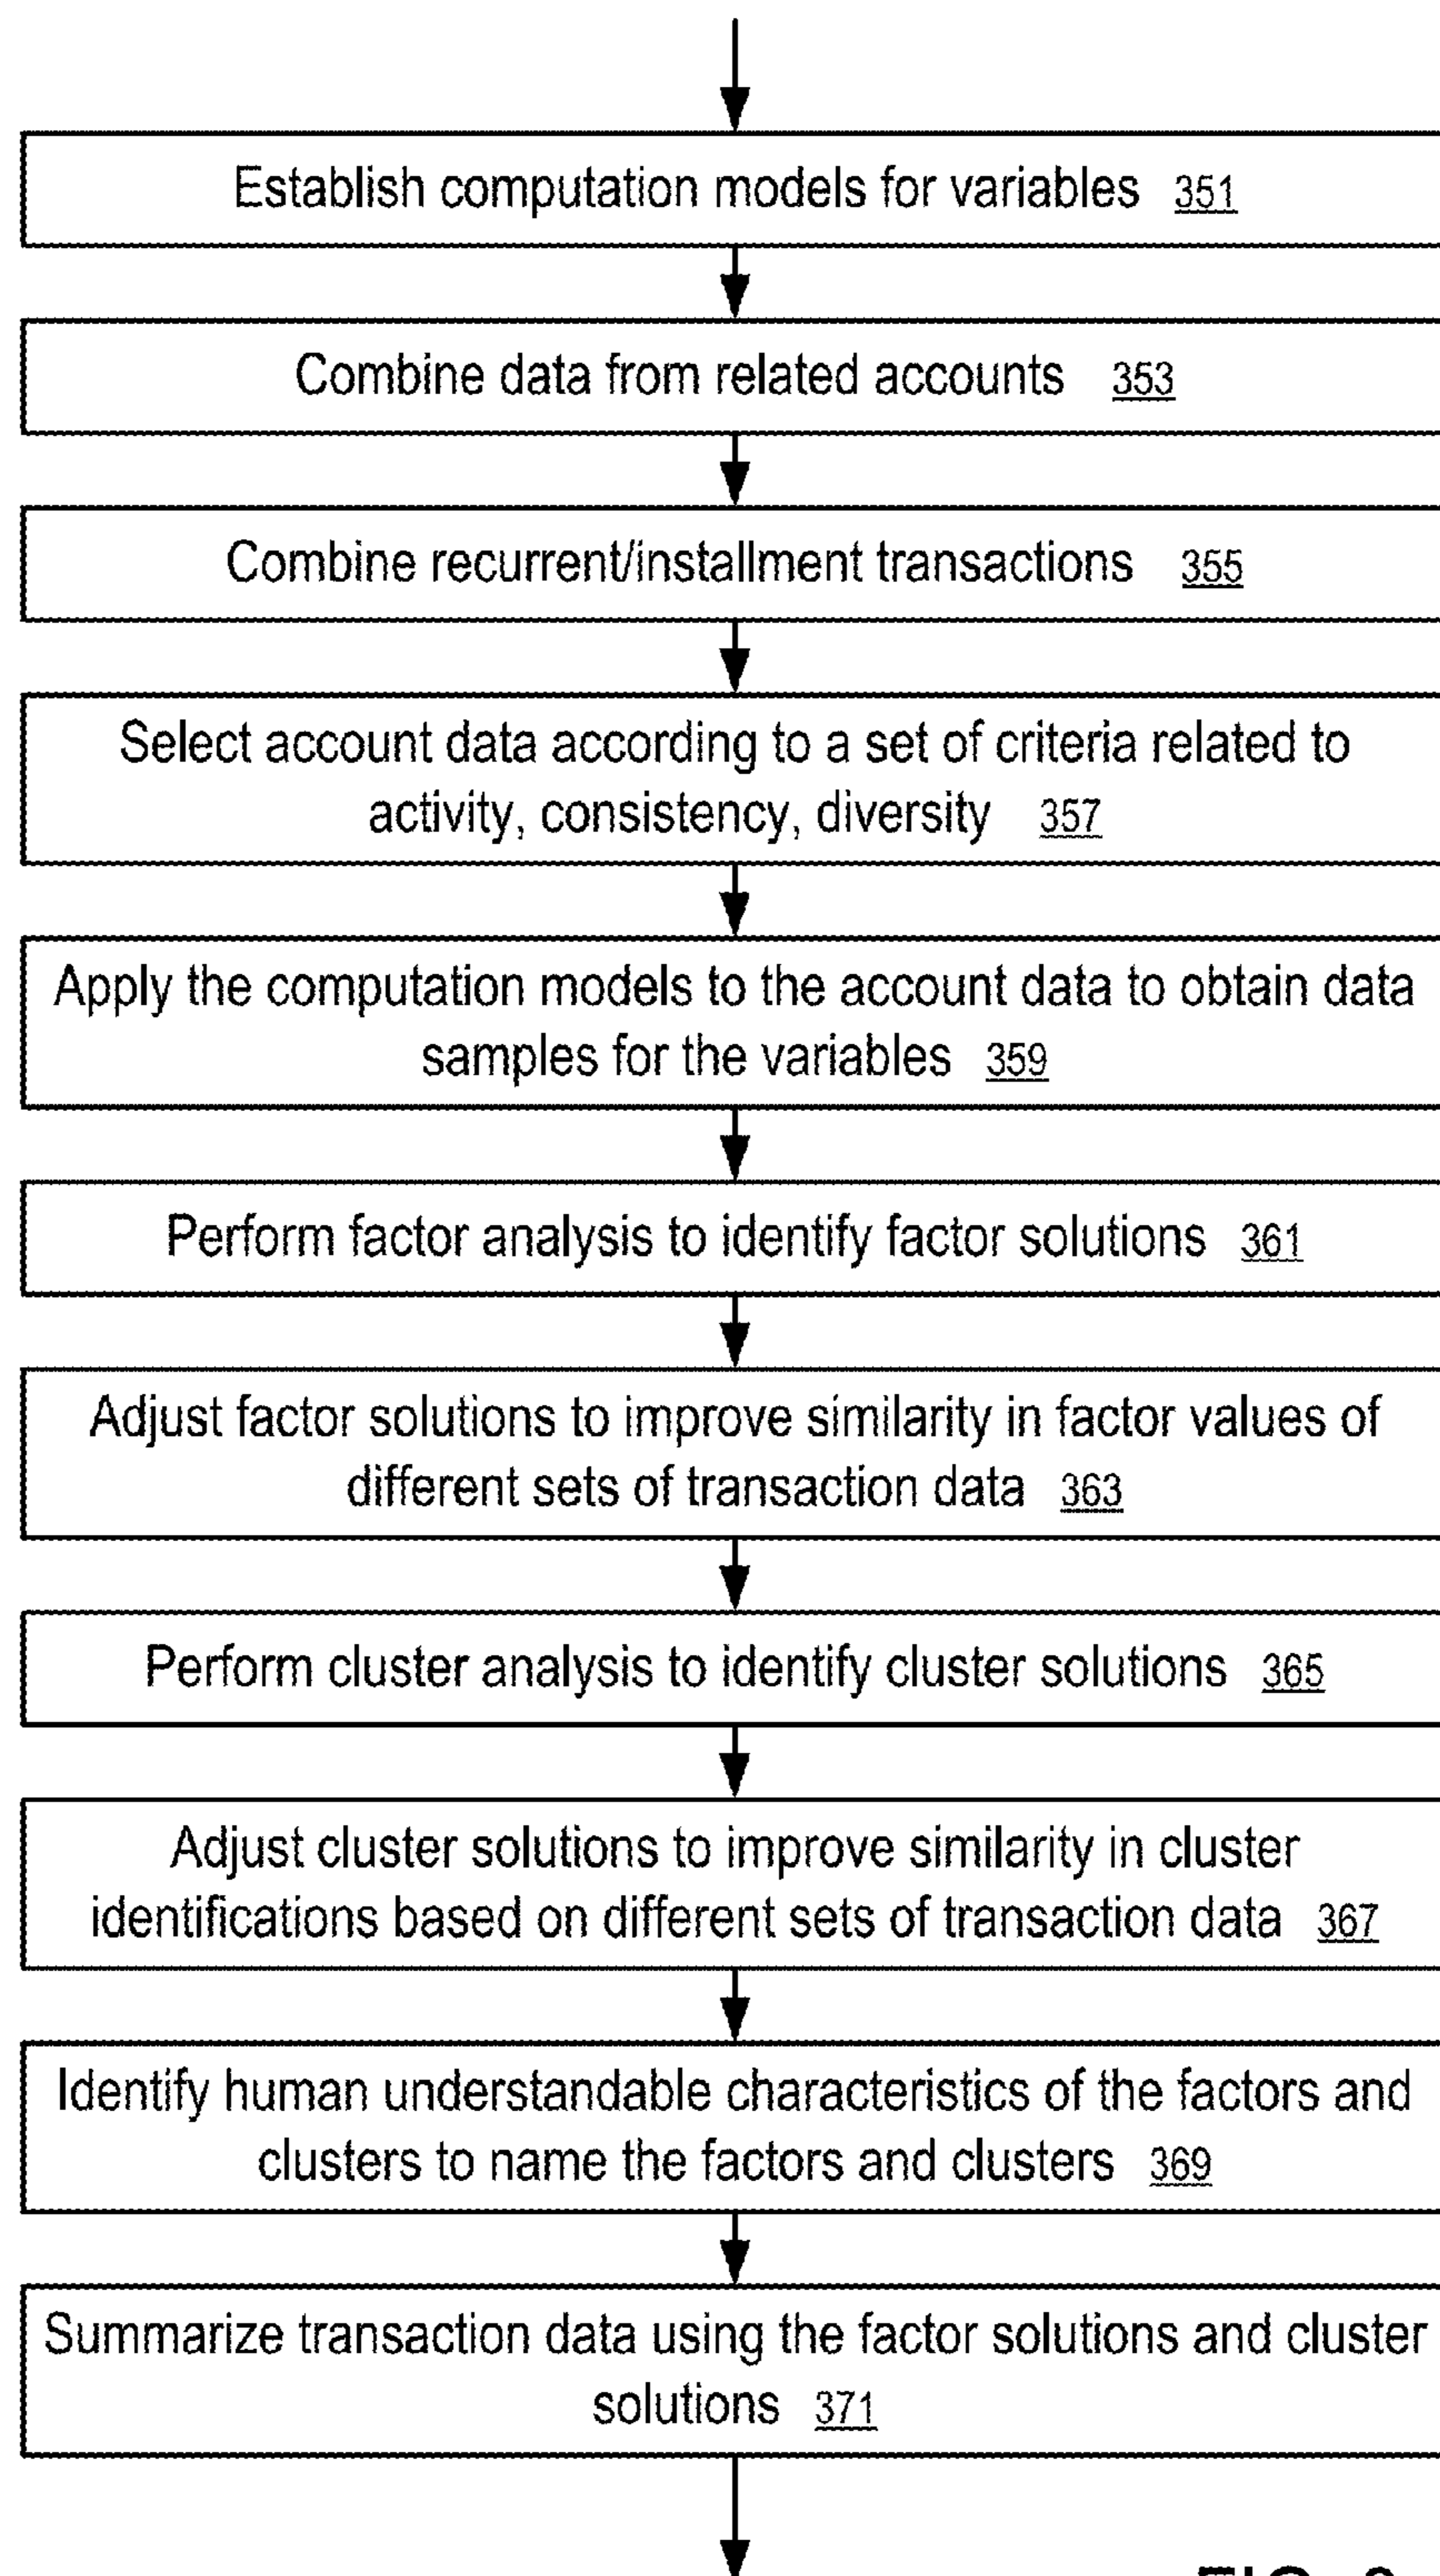 Establish computation models for variables 351
Combine data from related accounts 353
Combine recurrent/installment transactions 355
Select account data according to a set of criteria related to
activity, consistency, diversity 357
Apply the computation models to the account data to obtain data
samples for the variables 359
Perform factor analysis to identify factor solutions 361
Adjust factor solutions to improve similarity in factor values of
different sets of transaction data 363
Perform cluster analysis to identify cluster solutions 365
Adjust cluster solutions to improve similarity in cluster
identifications based on different sets of transaction data 367
Identify human understandable characteristics of the factors and
clusters to name the factors and clusters 369
Summarize transaction data using the factor solutions and cluster
solutions 371